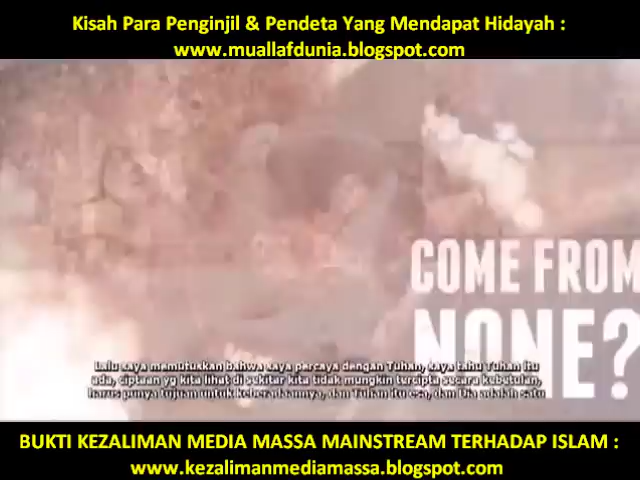 Kisah Para Penginjil & Pendeta Yang Mendapat Hidayah :
www.muallafdunia.blogspot.com
COME FROM
NONE?
Lalu saya memutuskan bahwa saya percaya dengan Tuhan, saya tahu Tuhan itu
ada, ciptaan yg kita lihat di sekitar kita tidak mungkin tercipta secara kebetulan,
harus punya tujuan untuk keberadaannya, dan Tuhan itu esa, dan Dia adalah satu
BUKTI KEZALIMAN MEDIA MASSA MAINSTREAM TERHADAP ISLAM :
www.kezalimanmediamassa.blogspot.com